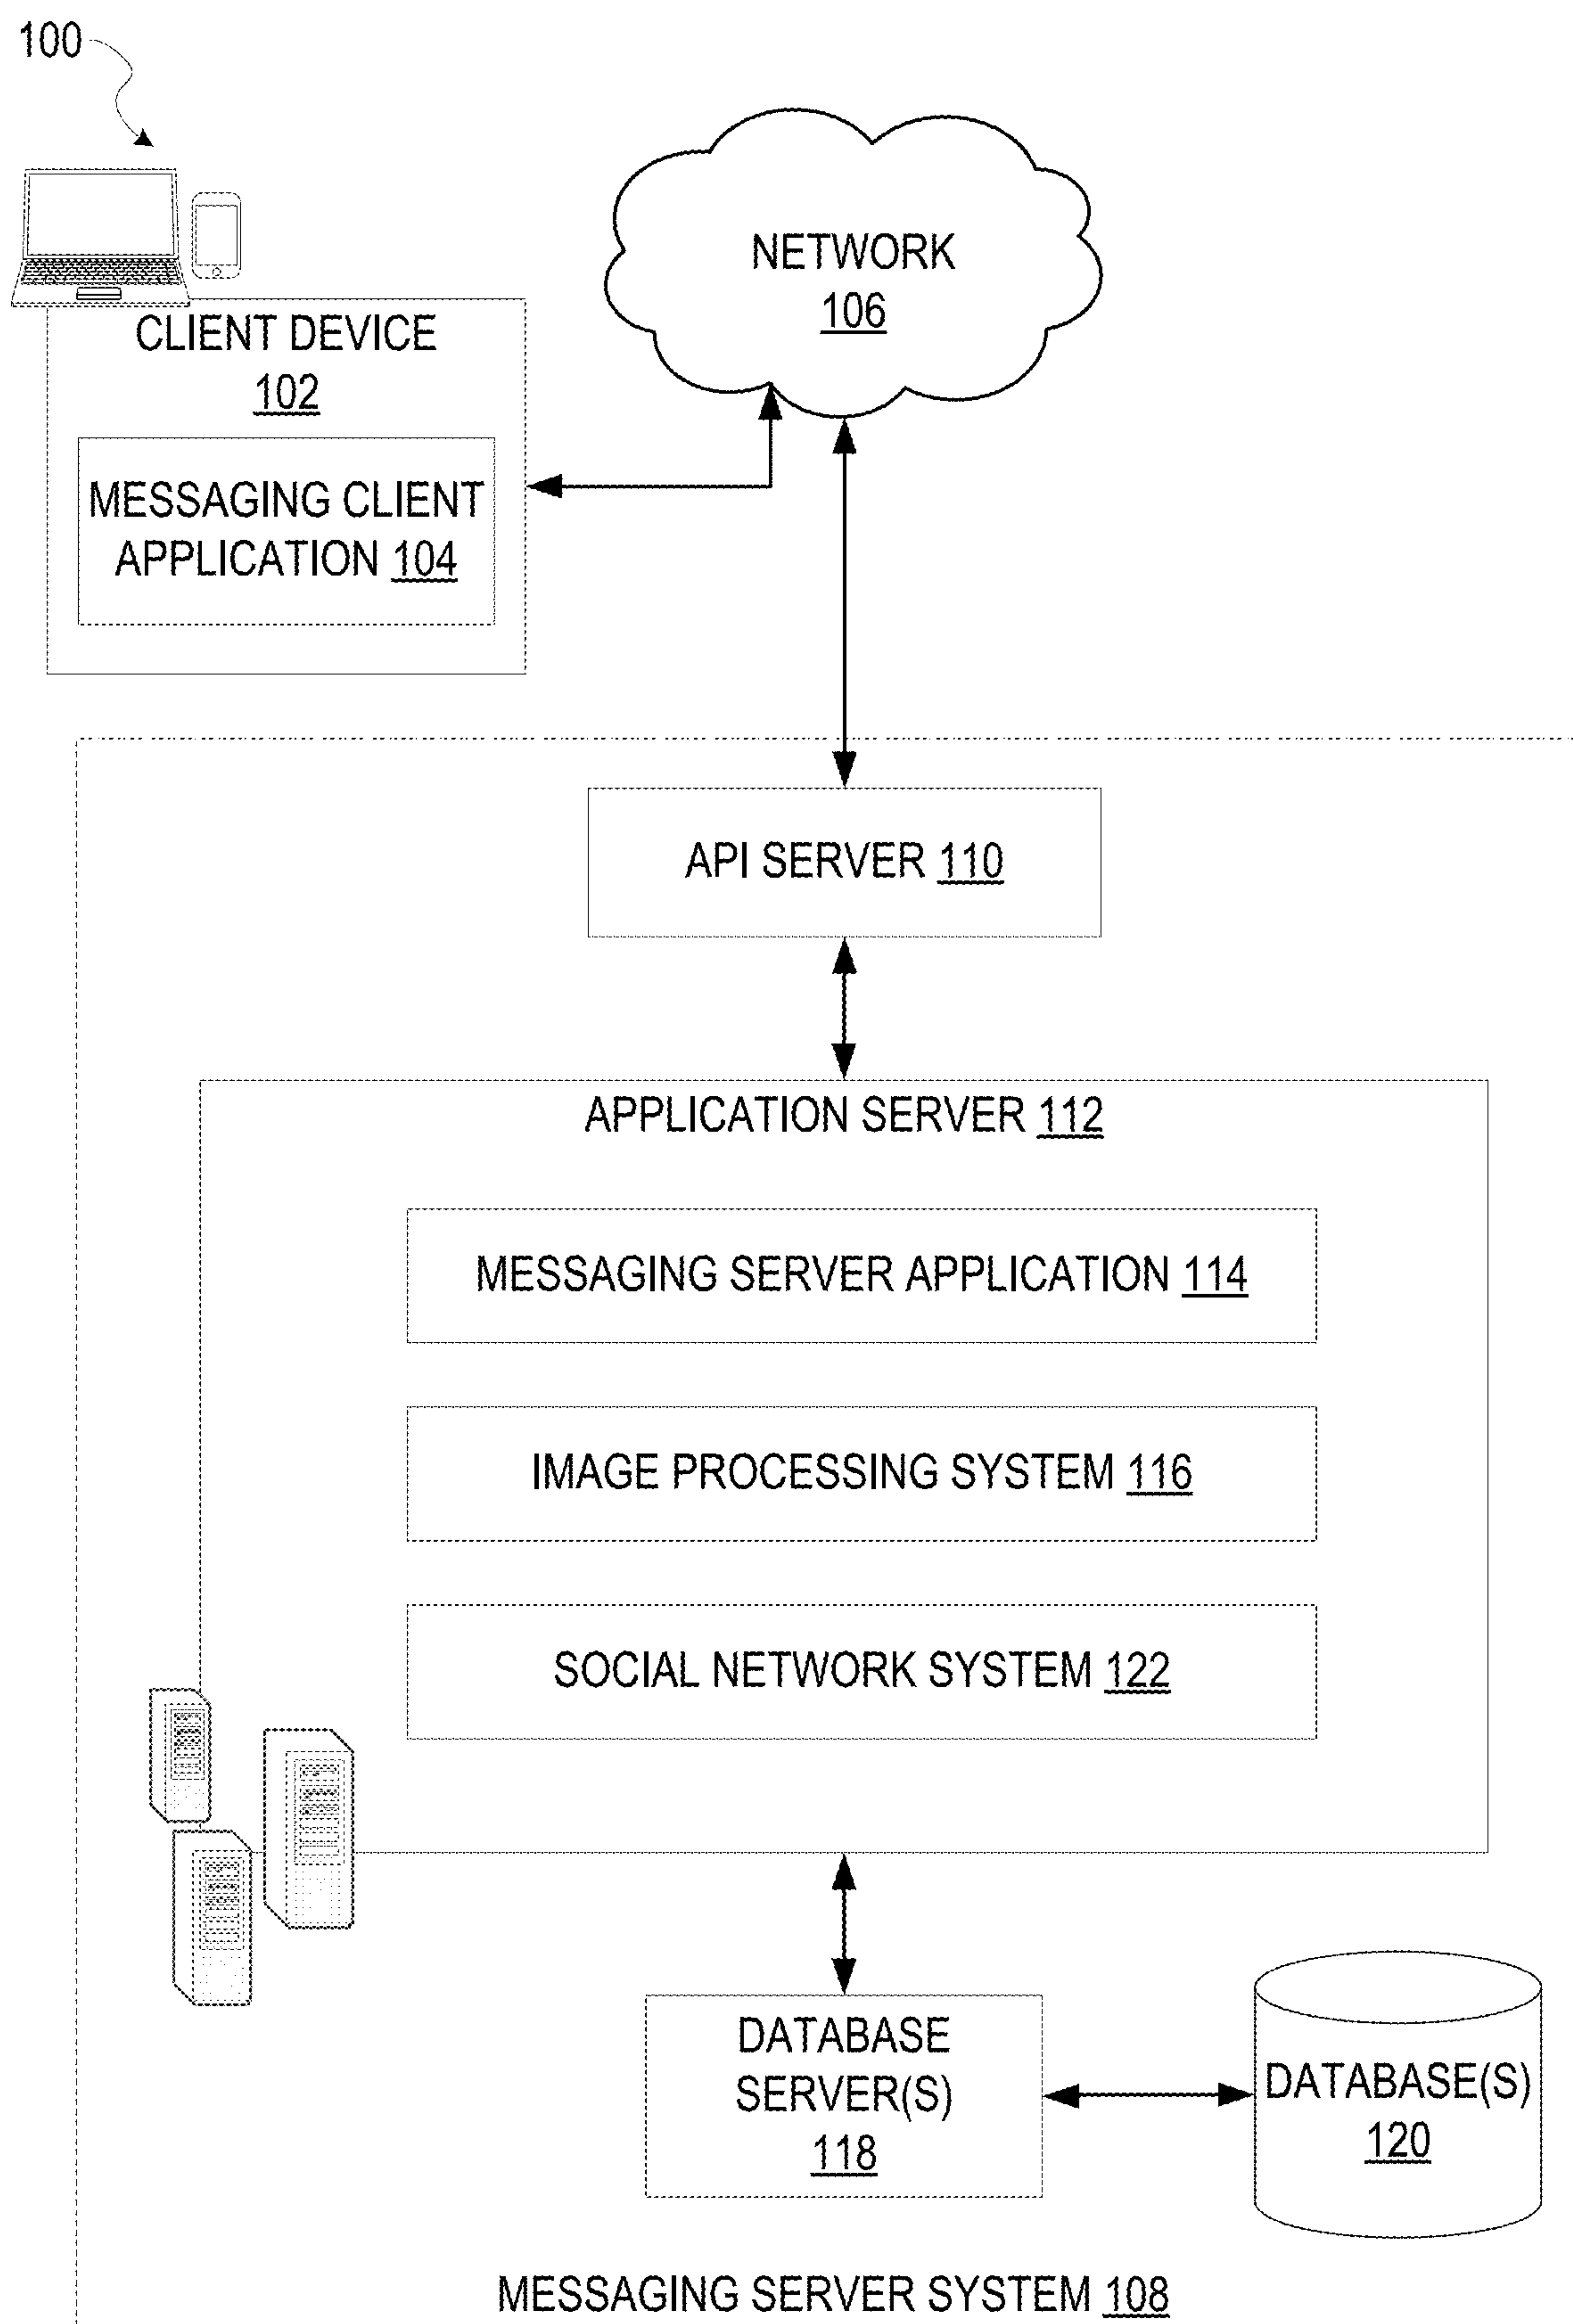 100
NETWORK
106
CLIENT DEVICE
102
MESSAGING CLIENT
APPLICATION 104
API SERVER 110
APPLICATION SERVER 112
MESSAGING SERVER APPLICATION 114
IMAGE PROCESSING SYSTEM 116
SOCIAL NETWORK SYSTEM 122
DATABASE
SERVER(S)
118
DATABASE(S)
120
MESSAGING SERVER SYSTEM 108